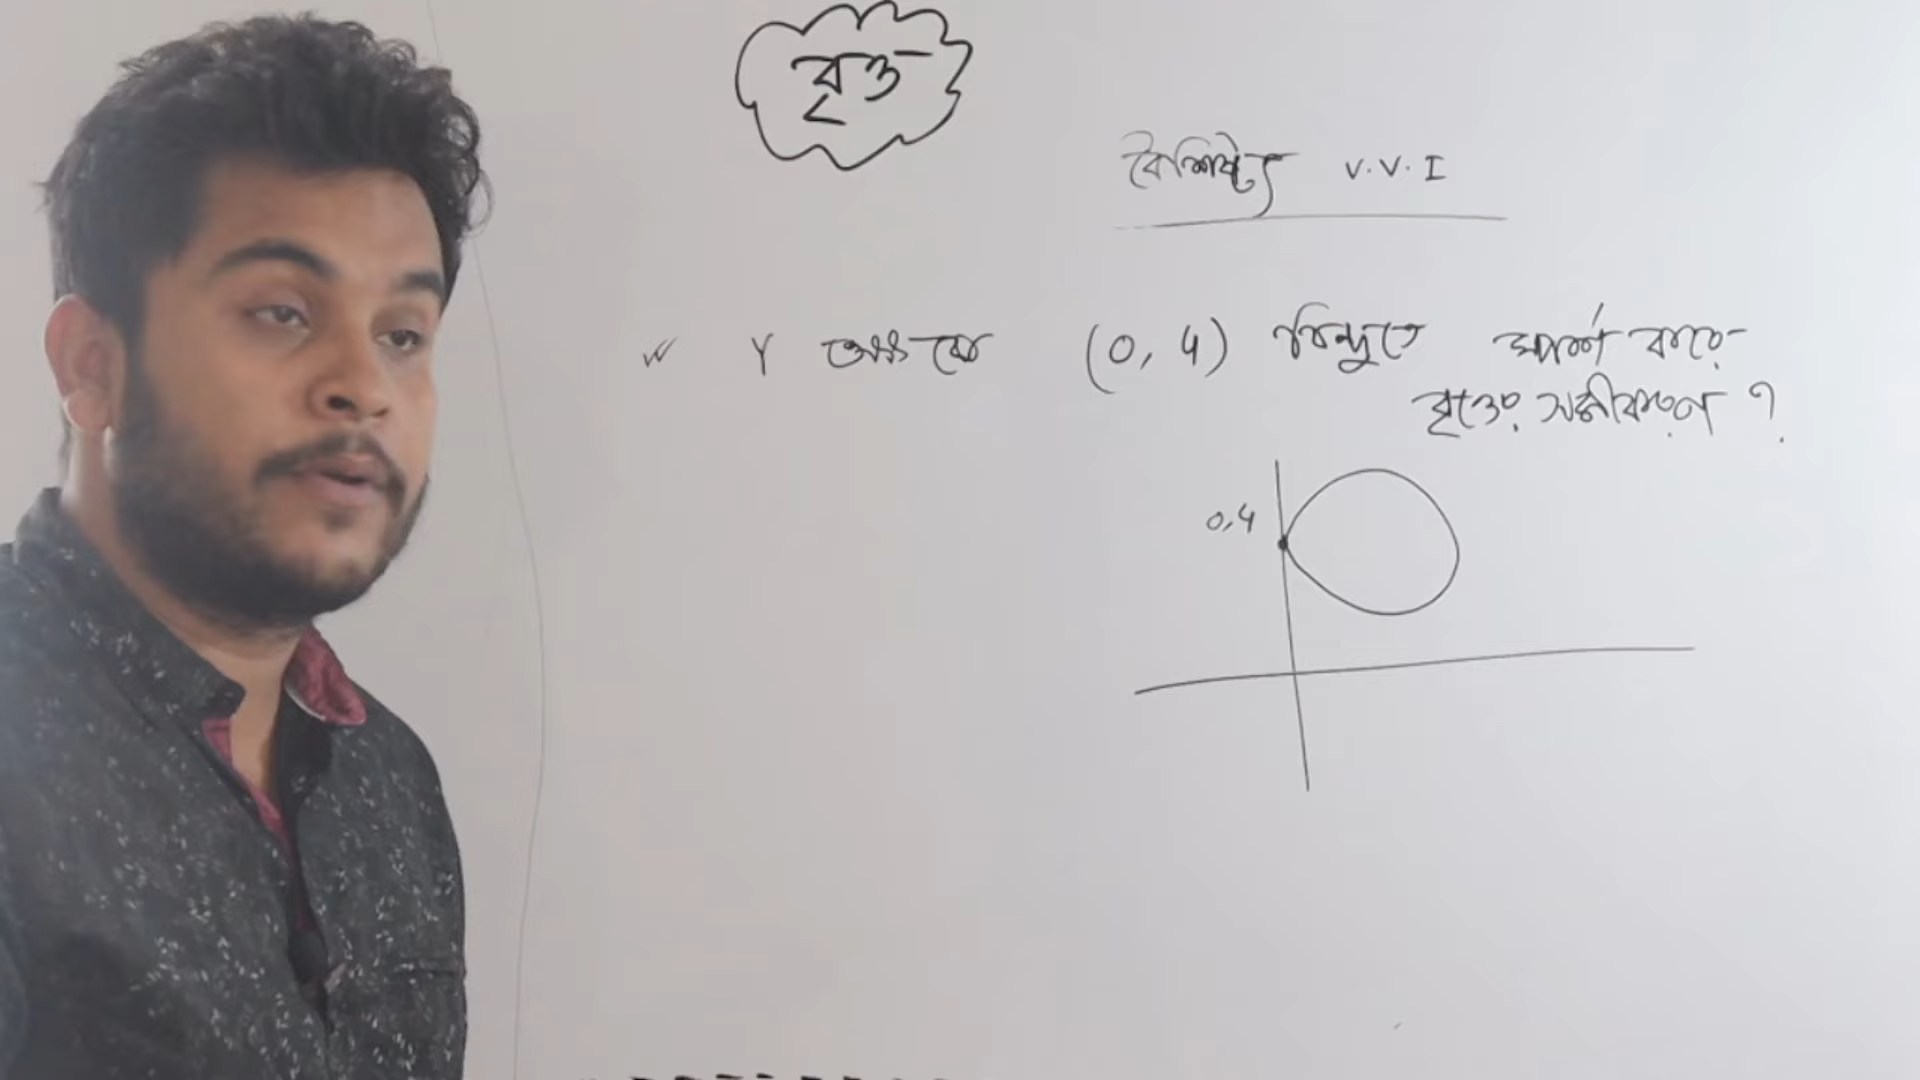 বৃত্ত
বৈশিষ্ট্য V.V.I
Y অক্ষকে (0, 4) বিন্দুতে স্পর্শ করে
বৃত্তের সমীকরণ ?
0,4